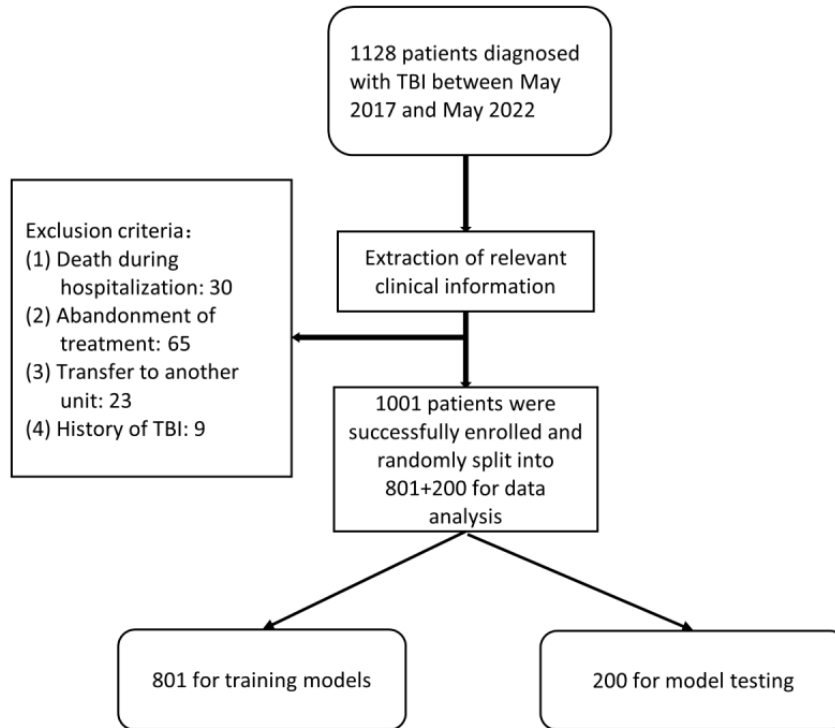 1128 patients diagnosed
with TBI between May
2017 and May 2022
Exclusion criteria：
(1) Death during
hospitalization: 30
(2) Abandonment of
treatment: 65
(3) Transfer to another
unit: 23
(4) History of TBI: 9
Extraction of relevant
clinical information
1001 patients were
successfully enrolled and
randomly split into
801+200 for data
analysis
801 for training models
200 for model testing